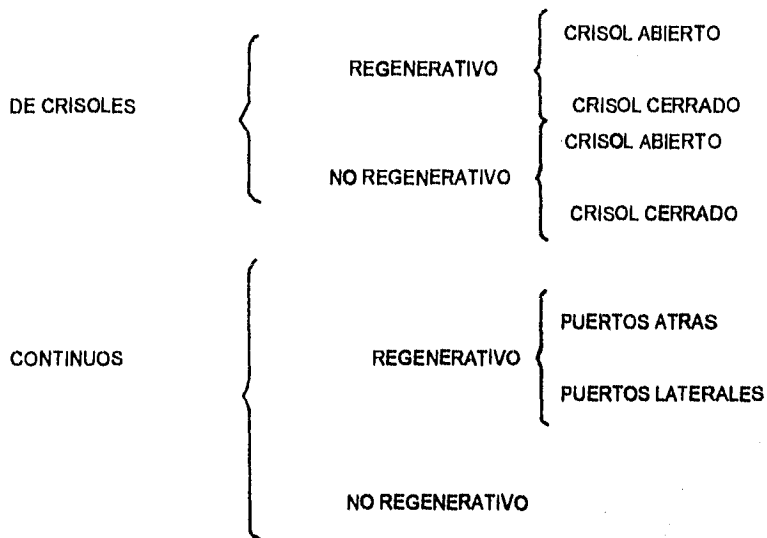 DE CRISOLES
REGENERATIVO
CRISOL ABIERTO
CRISOL CERRADO
NO REGENERATIVO
CRISOL ABIERTO
CRISOL CERRADO
CONTINUOS
REGENERATIVO
PUERTOS ATRAS
PUERTOS LATERALES
NO REGENERATIVO